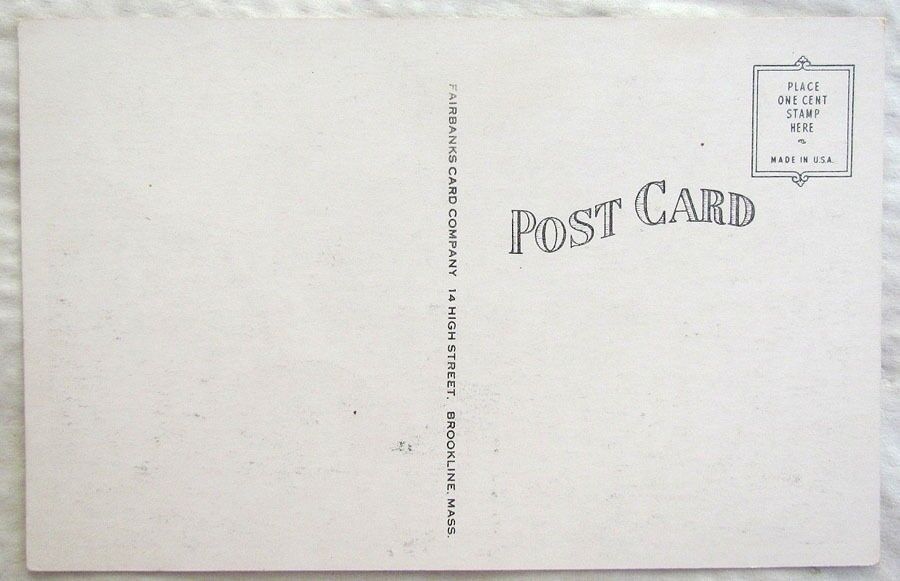 FAIRBANKS CARD COMPANY 14 HIGH STREET. BROOKLINE, MASS.
PLACE
ONE CENT
STAMP
HERE
MADE IN U.S.A.
POST CARD